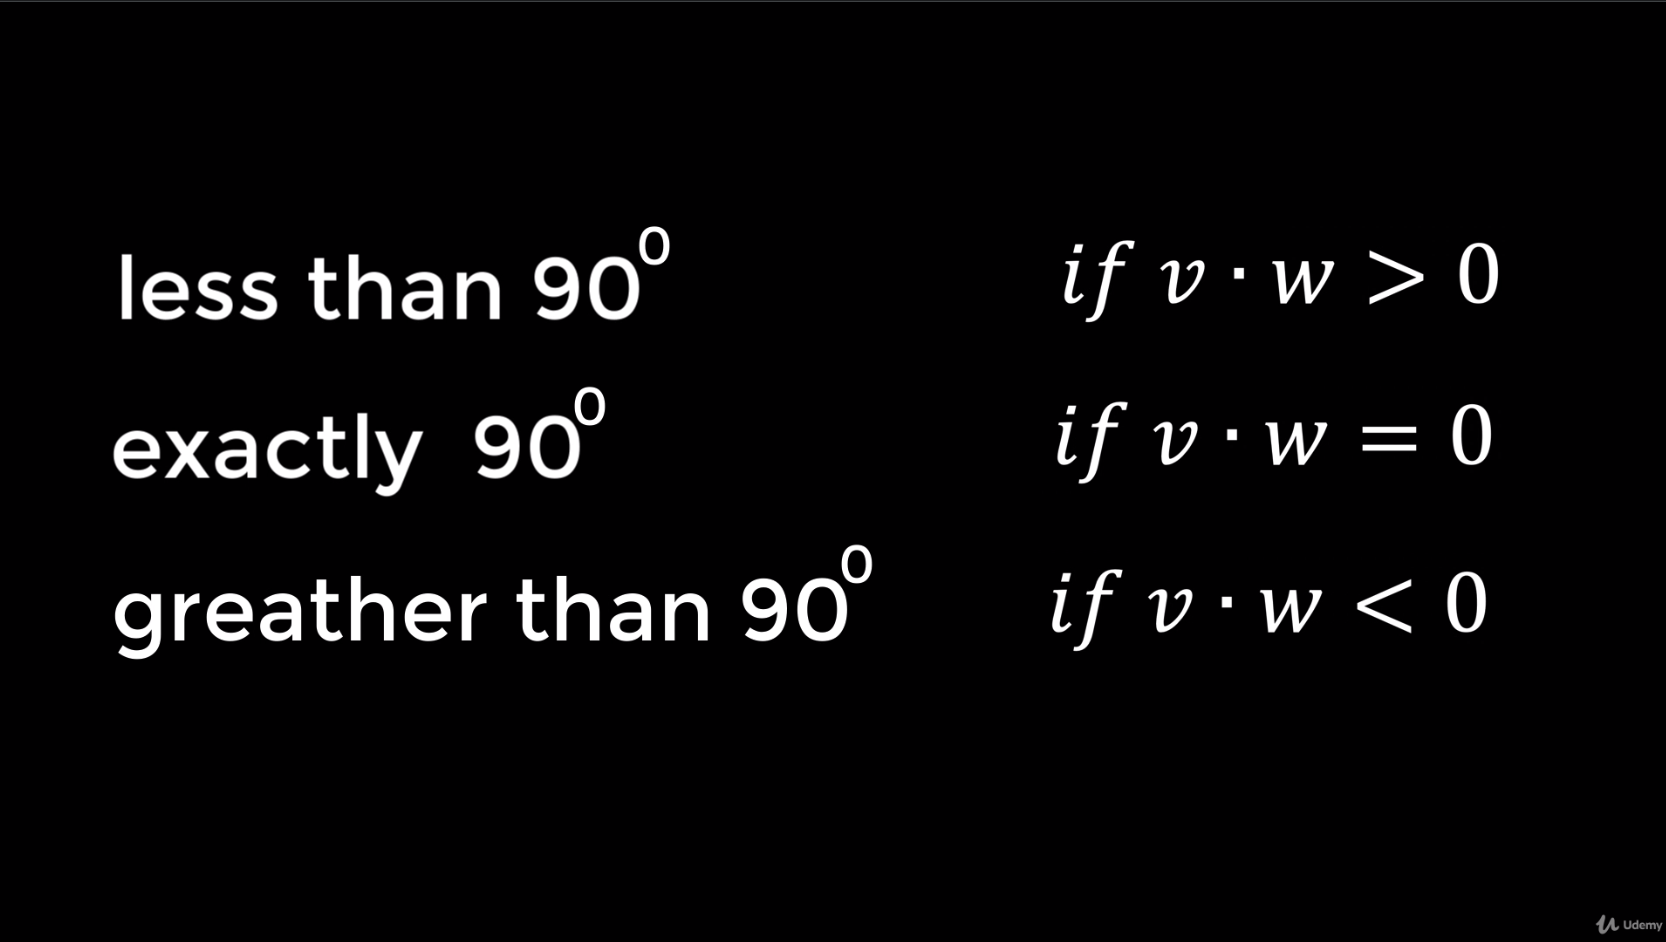 less than 90⁰ if v · w > 0
exactly 90⁰ if v · w = 0
greather than 90⁰ if v · w < 0
Udemy